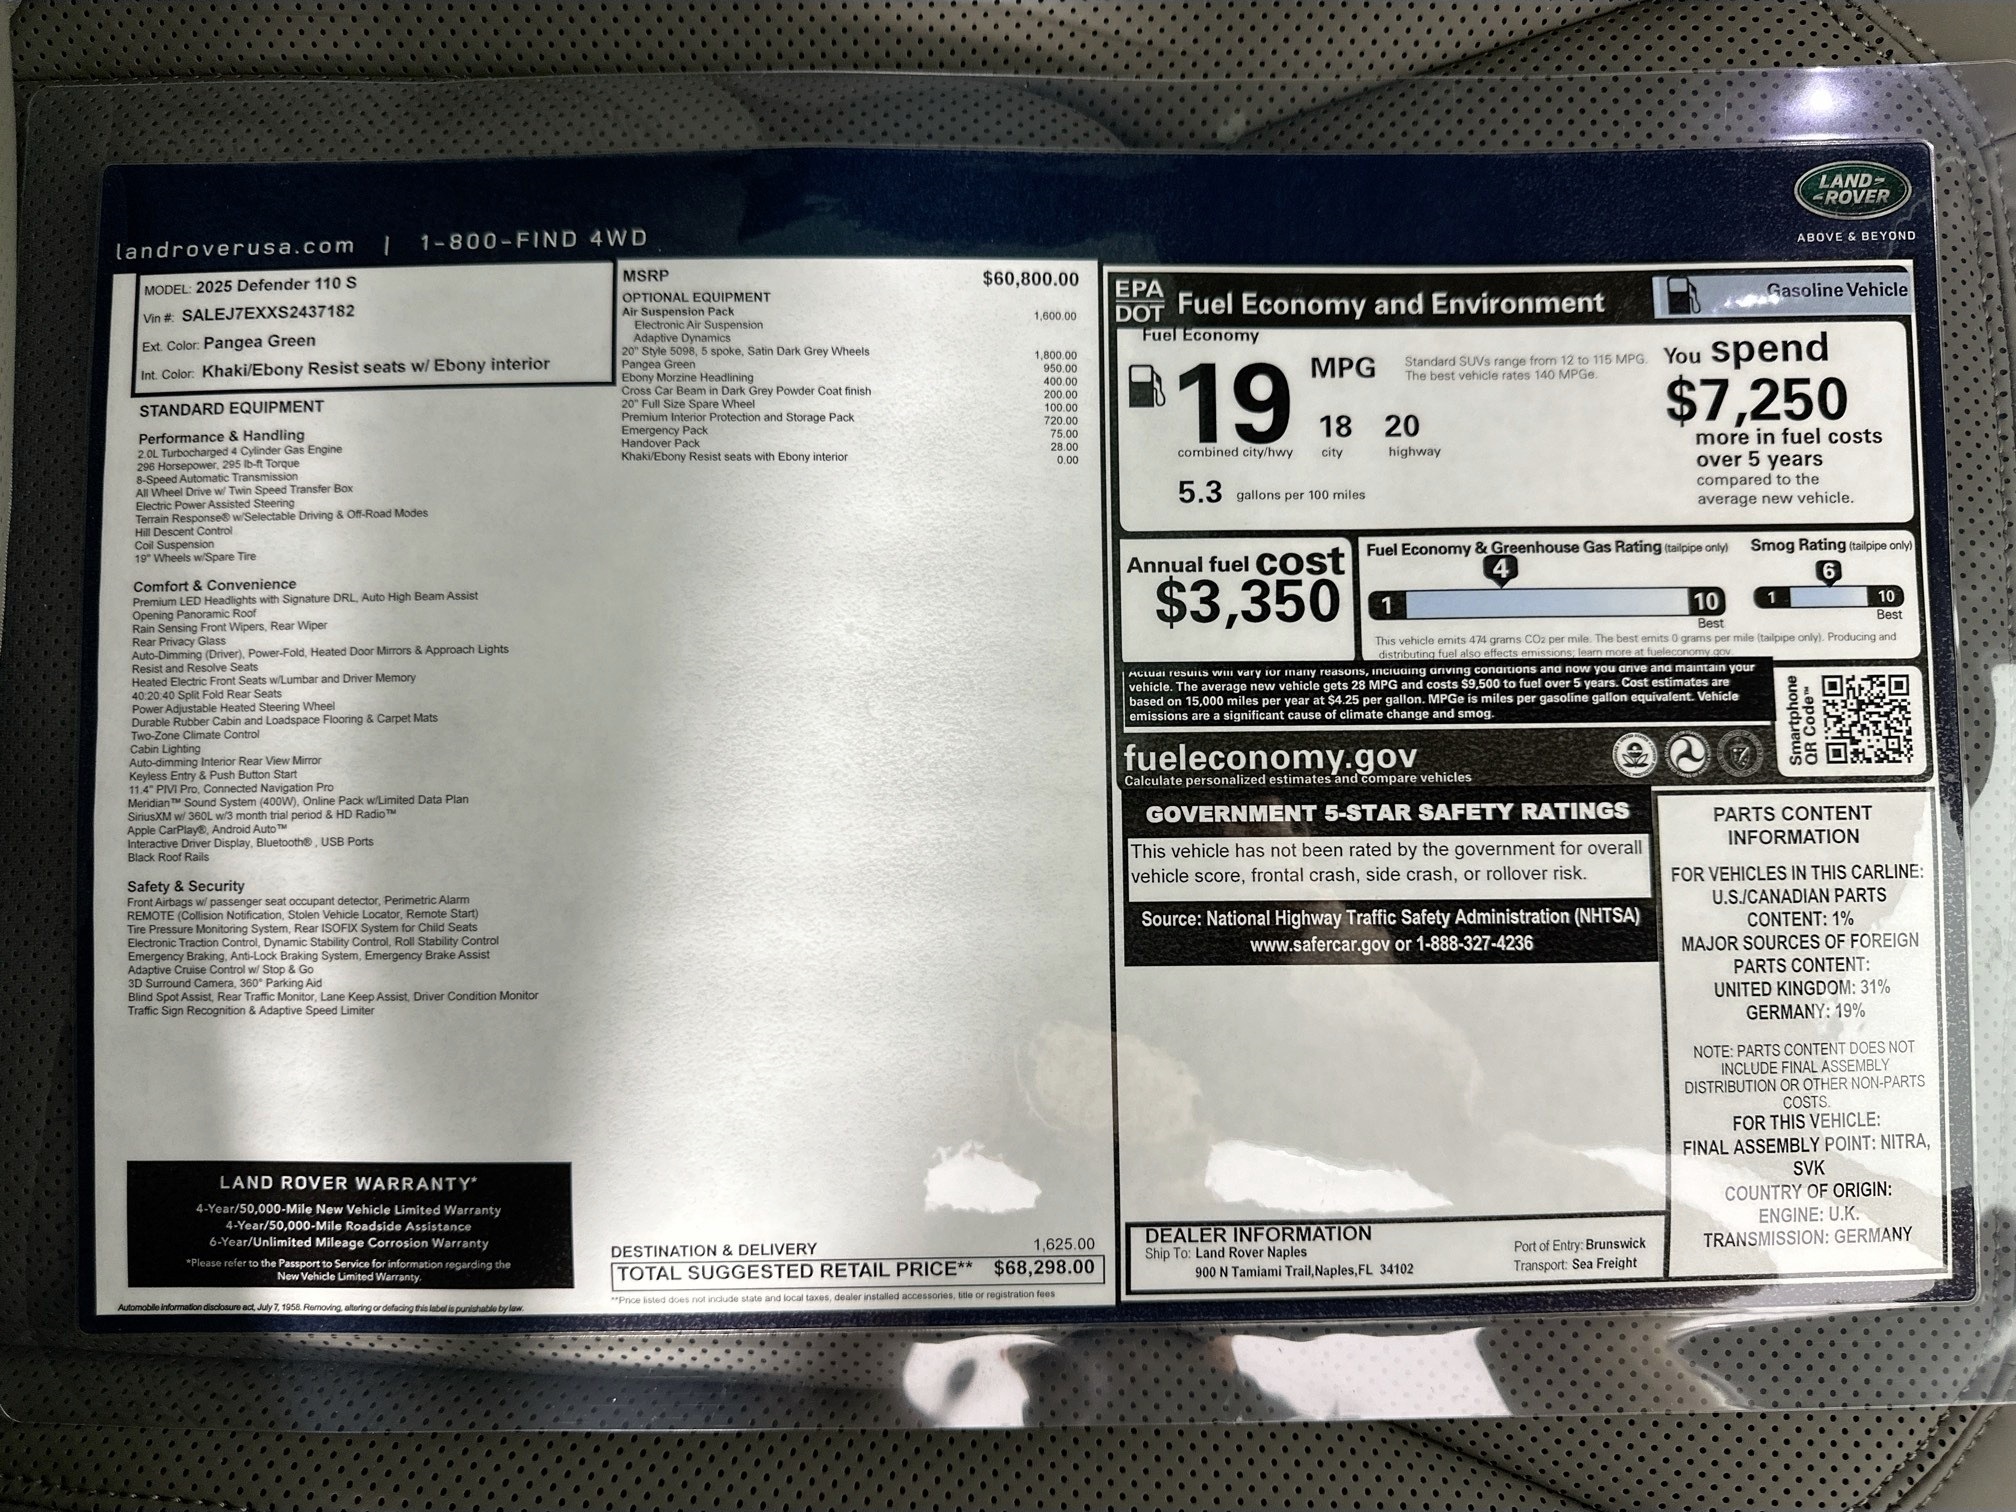 LAND-
-ROVER
ABOVE & BEYOND
landroverusa.com | 1-800-FIND 4WD
MODEL: 2025 Defender 110 S
Vin #: SALEJ7EXXS2437182
Ext. Color: Pangea Green
Int. Color: Khaki/Ebony Resist seats w/ Ebony interior
STANDARD EQUIPMENT
Performance & Handling
2.0L Turbocharged 4 Cylinder Gas Engine
296 Horsepower, 295 lb-ft Torque
8-Speed Automatic Transmission
All Wheel Drive w/ Twin Speed Transfer Box
Electric Power Assisted Steering
Terrain Response® w/Selectable Driving & Off-Road Modes
Hill Descent Control
Coil Suspension
19" Wheels w/Spare Tire
Comfort & Convenience
Premium LED Headlights with Signature DRL, Auto High Beam Assist
Opening Panoramic Roof
Rain Sensing Front Wipers, Rear Wiper
Rear Privacy Glass
Auto-Dimming (Driver), Power-Fold, Heated Door Mirrors & Approach Lights
Resist and Resolve Seats
Heated Electric Front Seats w/Lumbar and Driver Memory
40:20:40 Split Fold Rear Seats
Power Adjustable Heated Steering Wheel
Durable Rubber Cabin and Loadspace Flooring & Carpet Mats
Two-Zone Climate Control
Cabin Lighting
Auto-dimming Interior Rear View Mirror
Keyless Entry & Push Button Start
11.4" PIVI Pro, Connected Navigation Pro
Meridian™ Sound System (400W), Online Pack w/Limited Data Plan
SiriusXM w/ 360L w/3 month trial period & HD Radio™
Apple CarPlay®, Android Auto™
Interactive Driver Display, Bluetooth® , USB Ports
Black Roof Rails
Safety & Security
Front Airbags w/ passenger seat occupant detector, Perimetric Alarm
REMOTE (Collision Notification, Stolen Vehicle Locator, Remote Start)
Tire Pressure Monitoring System, Rear ISOFIX System for Child Seats
Electronic Traction Control, Dynamic Stability Control, Roll Stability Control
Emergency Braking, Anti-Lock Braking System, Emergency Brake Assist
Adaptive Cruise Control w/ Stop & Go
3D Surround Camera, 360° Parking Aid
Blind Spot Assist, Rear Traffic Monitor, Lane Keep Assist, Driver Condition Monitor
Traffic Sign Recognition & Adaptive Speed Limiter
LAND ROVER WARRANTY*
4-Year/50,000-Mile New Vehicle Limited Warranty
4-Year/50,000-Mile Roadside Assistance
6-Year/Unlimited Mileage Corrosion Warranty
*Please refer to the Passport to Service for information regarding the
New Vehicle Limited Warranty.
Automobile information disclosure act, July 7, 1958. Removing, altering or defacing this label is punishable by law.
MSRP $60,800.00
OPTIONAL EQUIPMENT
Air Suspension Pack 1,600.00
Electronic Air Suspension
Adaptive Dynamics
20" Style 5098, 5 spoke, Satin Dark Grey Wheels 1,800.00
Pangea Green 950.00
Ebony Morzine Headlining 400.00
Cross Car Beam in Dark Grey Powder Coat finish 200.00
20" Full Size Spare Wheel 100.00
Premium Interior Protection and Storage Pack 720.00
Emergency Pack 75.00
Handover Pack 28.00
Khaki/Ebony Resist seats with Ebony interior 0.00
DESTINATION & DELIVERY 1,625.00
TOTAL SUGGESTED RETAIL PRICE** $68,298.00
**Price listed does not include state and local taxes, dealer installed accessories, title or registration fees
EPA
DOT Fuel Economy and Environment
Gasoline Vehicle
Fuel Economy
19 MPG
combined city/hwy
18 city
20 highway
5.3 gallons per 100 miles
Standard SUVs range from 12 to 115 MPG.
The best vehicle rates 140 MPGe.
You spend
$7,250
more in fuel costs
over 5 years
compared to the
average new vehicle.
Annual fuel cost
$3,350
Fuel Economy & Greenhouse Gas Rating (tailpipe only)
4
1 10
Best
Smog Rating (tailpipe only)
6
1 10
Best
This vehicle emits 474 grams CO2 per mile. The best emits 0 grams per mile (tailpipe only). Producing and
distributing fuel also effects emissions; learn more at fueleconomy.gov.
Actual results will vary for many reasons, including driving conditions and how you drive and maintain your
vehicle. The average new vehicle gets 28 MPG and costs $9,500 to fuel over 5 years. Cost estimates are
based on 15,000 miles per year at $4.25 per gallon. MPGe is miles per gasoline gallon equivalent. Vehicle
emissions are a significant cause of climate change and smog.
fueleconomy.gov
Calculate personalized estimates and compare vehicles
Smartphone
QR Code™
GOVERNMENT 5-STAR SAFETY RATINGS
This vehicle has not been rated by the government for overall
vehicle score, frontal crash, side crash, or rollover risk.
Source: National Highway Traffic Safety Administration (NHTSA)
www.safercar.gov or 1-888-327-4236
PARTS CONTENT
INFORMATION
FOR VEHICLES IN THIS CARLINE:
U.S./CANADIAN PARTS
CONTENT: 1%
MAJOR SOURCES OF FOREIGN
PARTS CONTENT:
UNITED KINGDOM: 31%
GERMANY: 19%
NOTE: PARTS CONTENT DOES NOT
INCLUDE FINAL ASSEMBLY
DISTRIBUTION OR OTHER NON-PARTS
COSTS.
FOR THIS VEHICLE:
FINAL ASSEMBLY POINT: NITRA,
SVK
COUNTRY OF ORIGIN:
ENGINE: U.K.
TRANSMISSION: GERMANY
DEALER INFORMATION
Ship To: Land Rover Naples
900 N Tamiami Trail,Naples,FL 34102
Port of Entry: Brunswick
Transport: Sea Freight